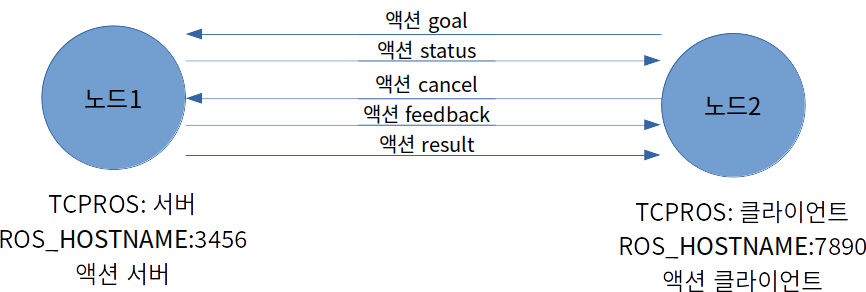 액션 goal
액션 status
액션 cancel
액션 feedback
액션 result
노드1
노드2
TCPROS: 서버
ROS_HOSTNAME:3456
액션 서버
TCPROS: 클라이언트
ROS_HOSTNAME:7890
액션 클라이언트